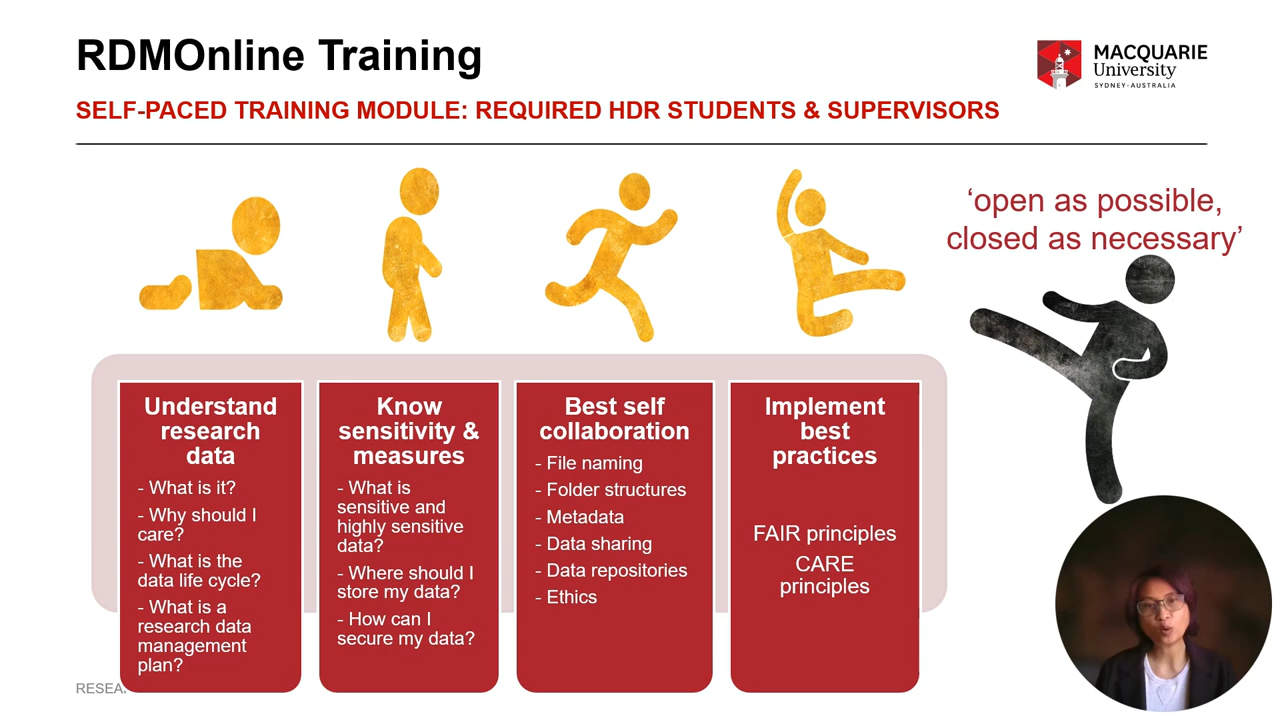 RDMOnline Training
MACQUARIE
University
SYDNEY-AUSTRALIA
SELF-PACED TRAINING MODULE: REQUIRED HDR STUDENTS & SUPERVISORS
‘open as possible,
closed as necessary’
Understand
research
data
- What is it?
- Why should I
care?
- What is the
data life cycle?
- What is a
research data
management
plan?
Know
sensitivity &
measures
- What is
sensitive and
highly sensitive
data?
- Where should I
store my data?
- How can I
secure my data?
Best self
collaboration
- File naming
- Folder structures
- Metadata
- Data sharing
- Data repositories
- Ethics
Implement
best
practices
FAIR principles
CARE
principles